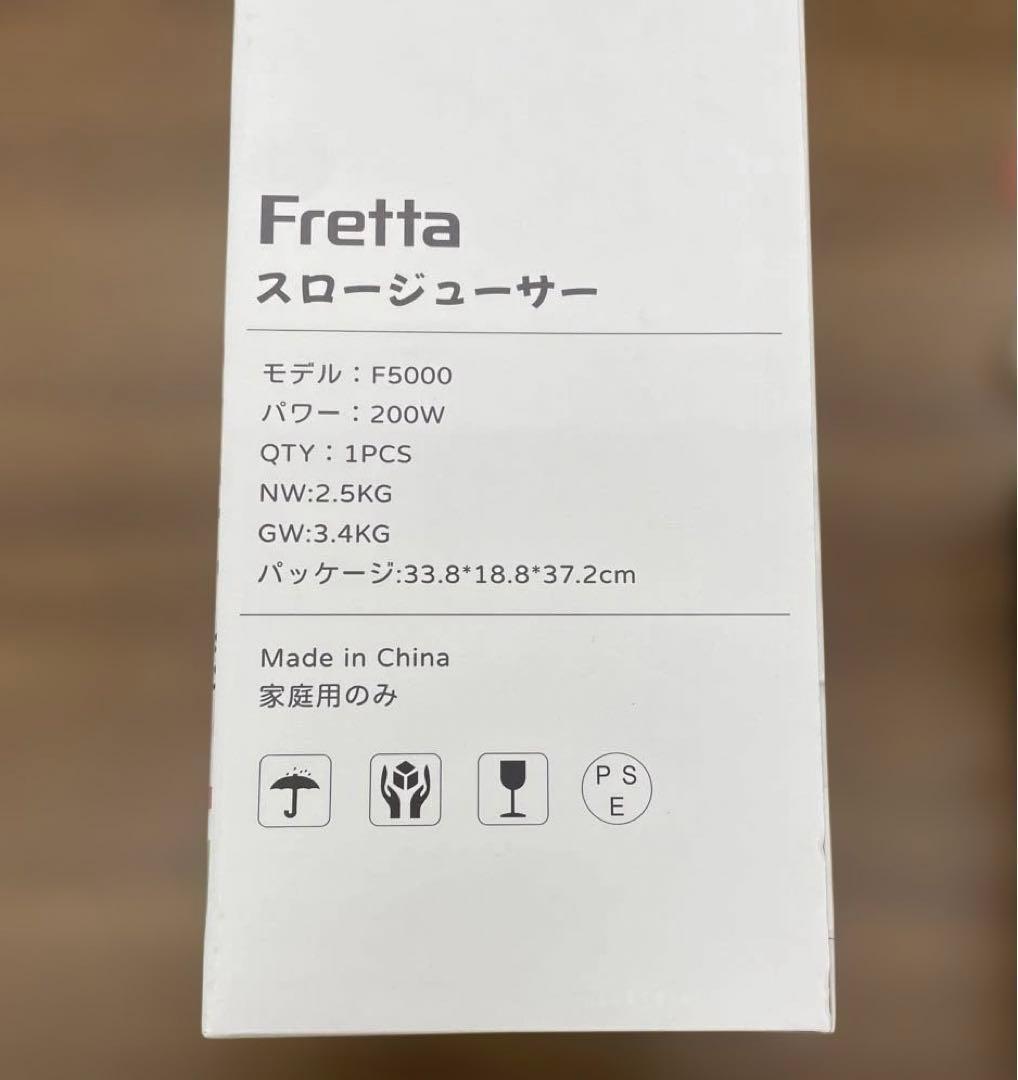 Fretta
スロージューサー
モデル：F5000
パワー：200W
QTY：1PCS
NW:2.5KG
GW:3.4KG
パッケージ:33.8*18.8*37.2cm
Made in China
家庭用のみ
P S
E